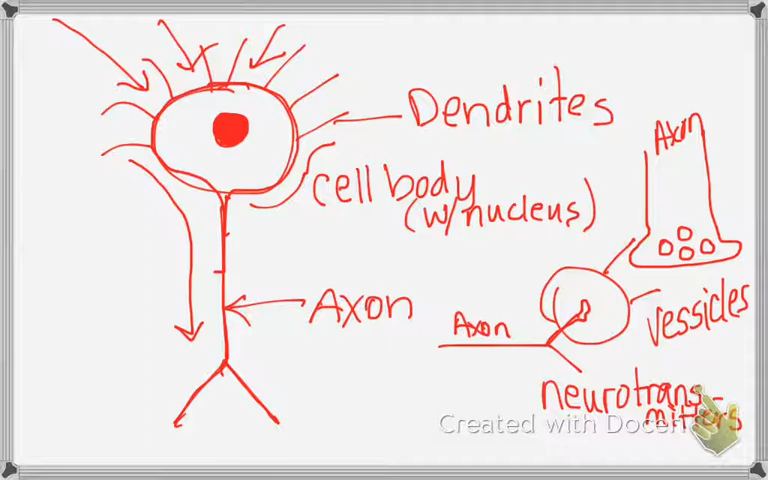 Dendrites
Axon
cell body
(w/nucleus)
Axon
Axon
vessicles
neurotrans-
mitters
Created with Doceri